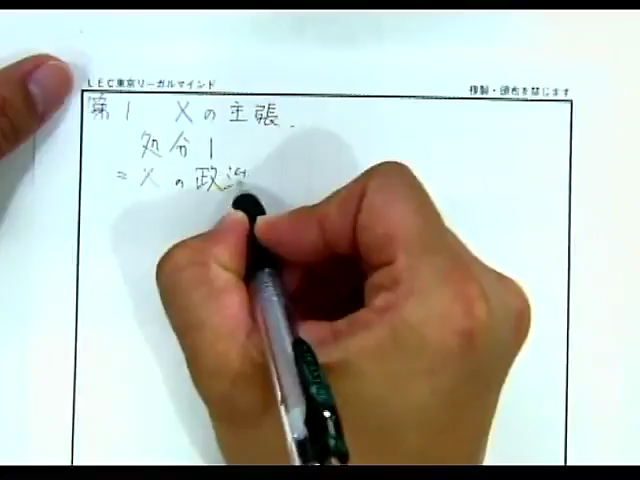 LEC東京リーガルマインド
複製・頒布を禁じます
第1 Xの主張.
処分1
=Xの政治